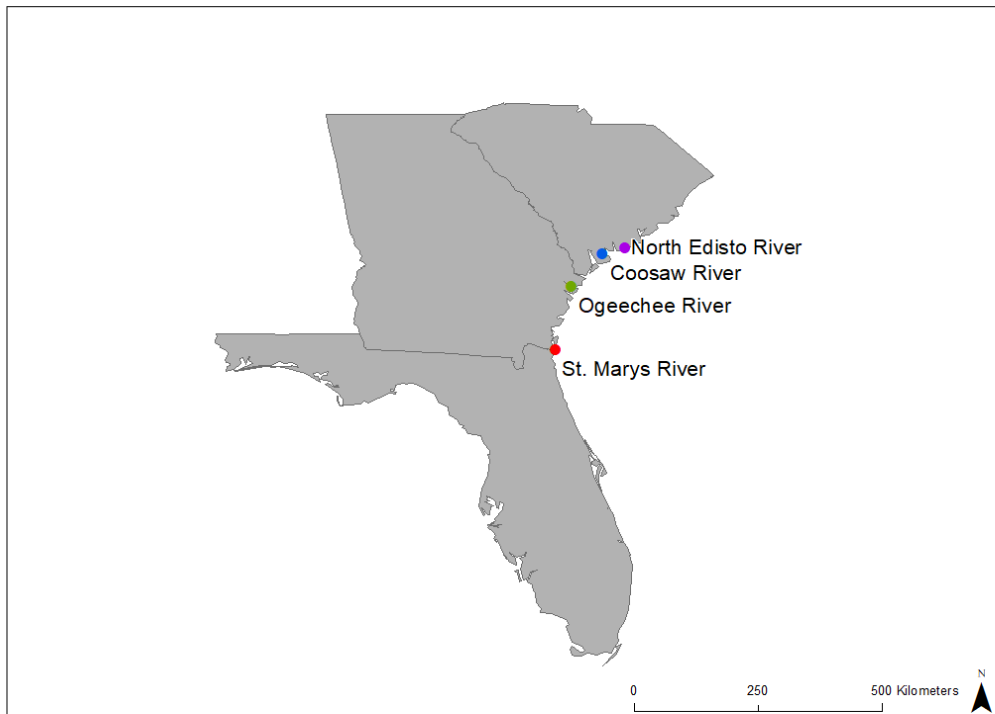 North Edisto River
Coosaw River
Ogeechee River
St. Marys River
N
0 250 500 Kilometers